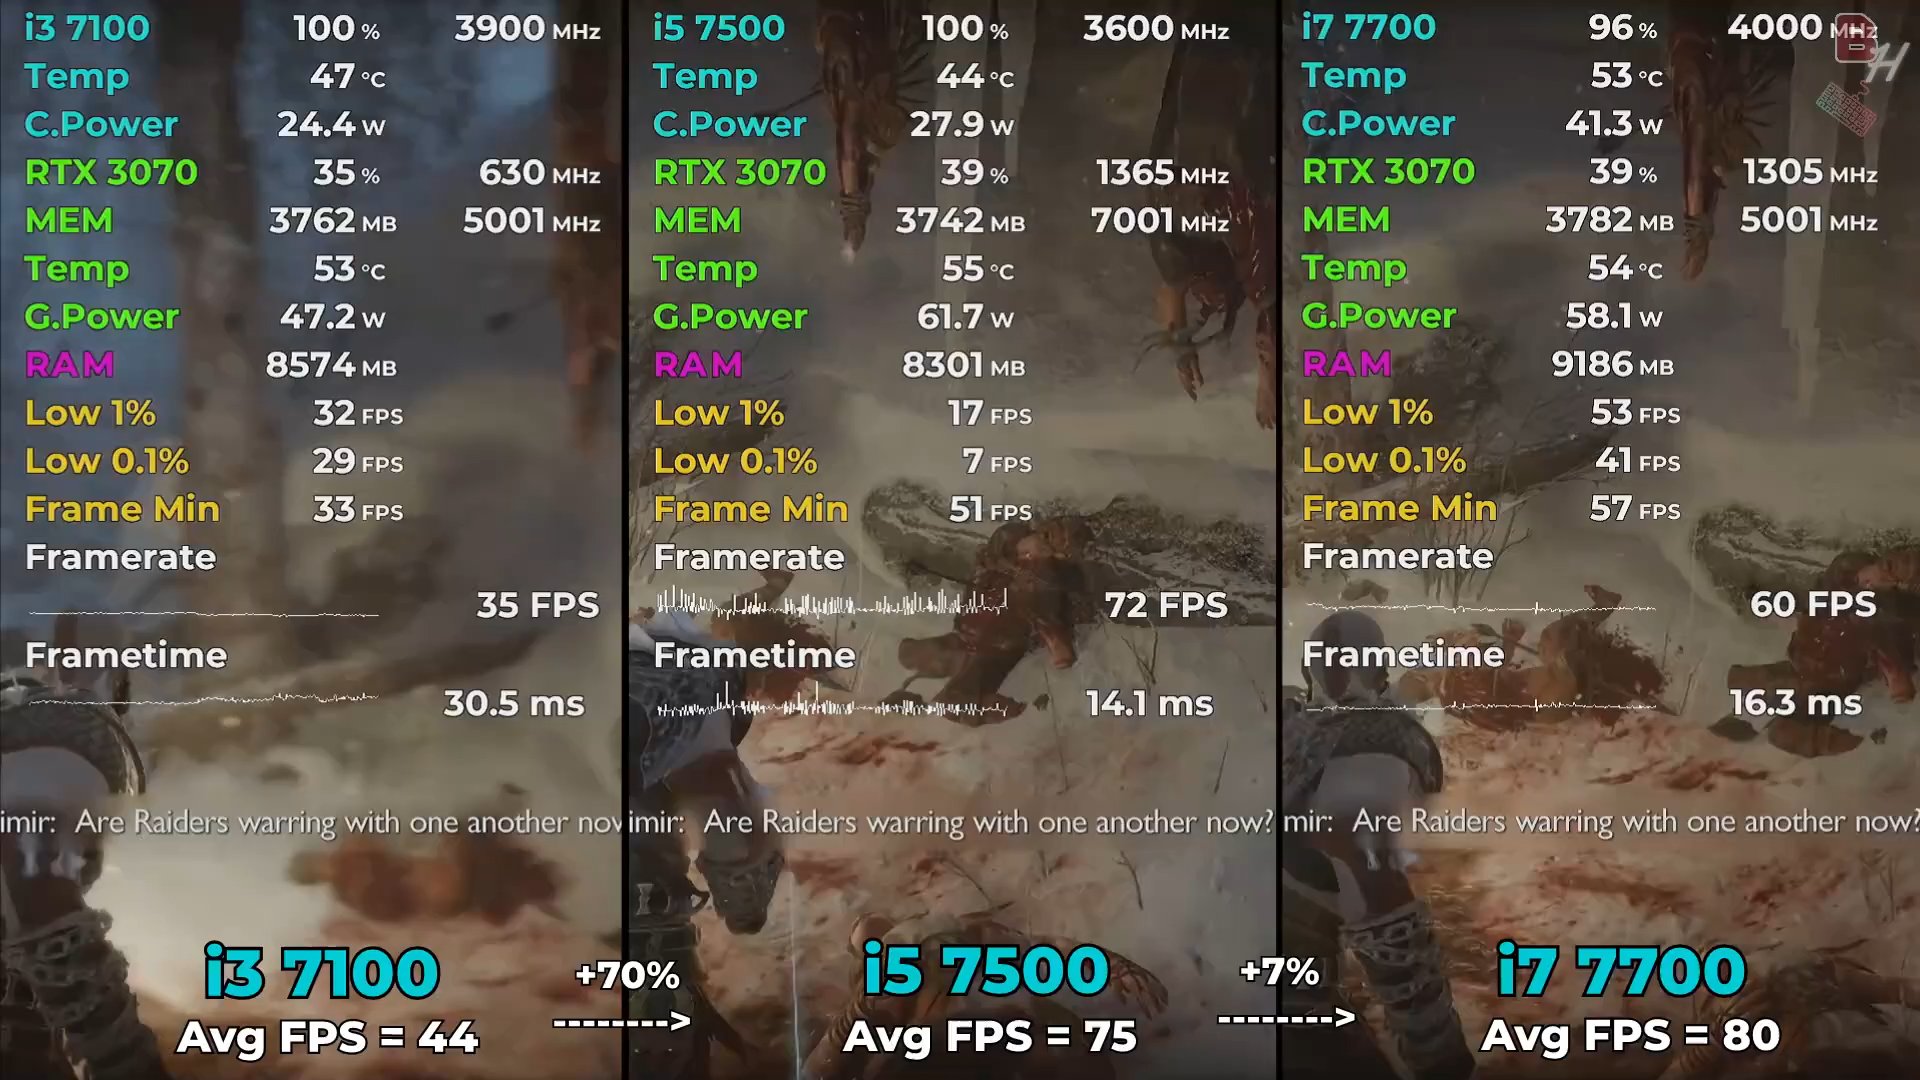 i3 7100 100 % 3900 MHz
Temp 47 °C
C.Power 24.4 W
RTX 3070 35 % 630 MHz
MEM 3762 MB 5001 MHz
Temp 53 °C
G.Power 47.2 W
RAM 8574 MB
Low 1% 32 FPS
Low 0.1% 29 FPS
Frame Min 33 FPS
Framerate
35 FPS
Frametime
30.5 ms
imir: Are Raiders warring with one another nov
i3 7100
Avg FPS = 44
+70%
-------->
i5 7500 100 % 3600 MHz
Temp 44 °C
C.Power 27.9 W
RTX 3070 39 % 1365 MHz
MEM 3742 MB 7001 MHz
Temp 55 °C
G.Power 61.7 W
RAM 8301 MB
Low 1% 17 FPS
Low 0.1% 7 FPS
Frame Min 51 FPS
Framerate
72 FPS
Frametime
14.1 ms
imir: Are Raiders warring with one another now?
i5 7500
Avg FPS = 75
+7%
-------->
i7 7700 96 % 4000 MHz
Temp 53 °C
C.Power 41.3 W
RTX 3070 39 % 1305 MHz
MEM 3782 MB 5001 MHz
Temp 54 °C
G.Power 58.1 W
RAM 9186 MB
Low 1% 53 FPS
Low 0.1% 41 FPS
Frame Min 57 FPS
Framerate
60 FPS
Frametime
16.3 ms
mir: Are Raiders warring with one another now?
i7 7700
Avg FPS = 80
B
H